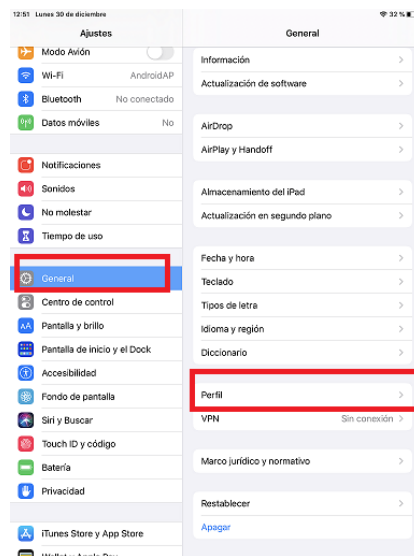 12:51 Lunes 30 de diciembre
32 %
Ajustes
Modo Avión
Wi-Fi AndroidAP
Bluetooth No conectado
Datos móviles No
Notificaciones
Sonidos
No molestar
Tiempo de uso
General
Centro de control
Pantalla y brillo
Pantalla de inicio y el Dock
Accesibilidad
Fondo de pantalla
Siri y Buscar
Touch ID y código
Batería
Privacidad
iTunes Store y App Store
Wallet y Apple Pay
General
Información
Actualización de software
AirDrop
AirPlay y Handoff
Almacenamiento del iPad
Actualización en segundo plano
Fecha y hora
Teclado
Tipos de letra
Idioma y región
Diccionario
Perfil
VPN Sin conexión
Marco jurídico y normativo
Restablecer
Apagar